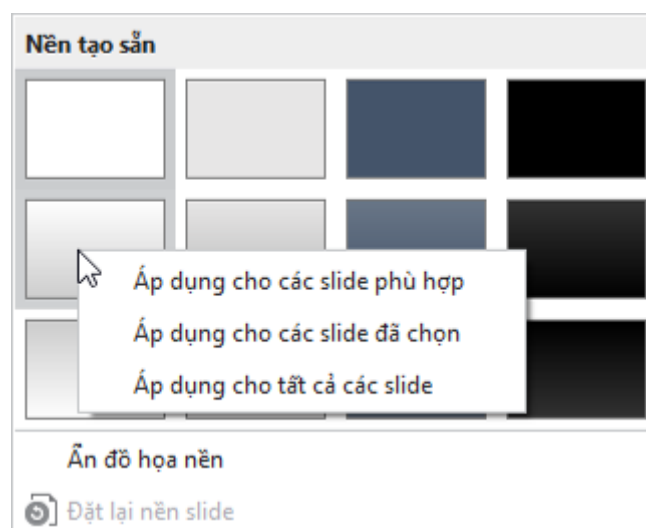 Nền tạo sẵn
Áp dụng cho các slide phù hợp
Áp dụng cho các slide đã chọn
Áp dụng cho tất cả các slide
Ẩn đồ họa nền
Đặt lại nền slide